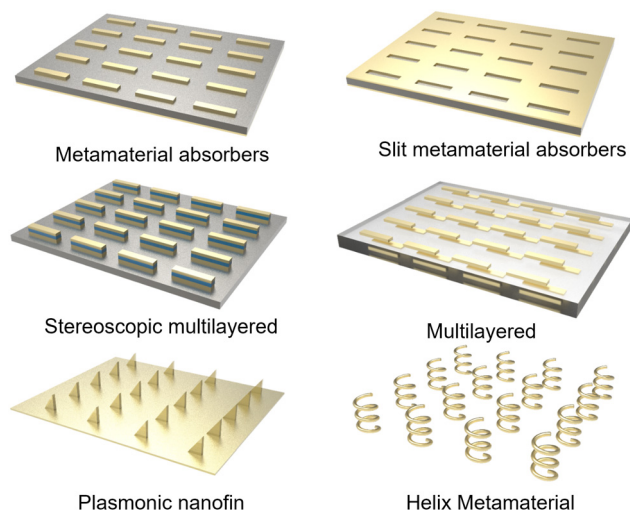 Metamaterial absorbers
Slit metamaterial absorbers
Stereoscopic multilayered
Multilayered
Plasmonic nanofin
Helix Metamaterial